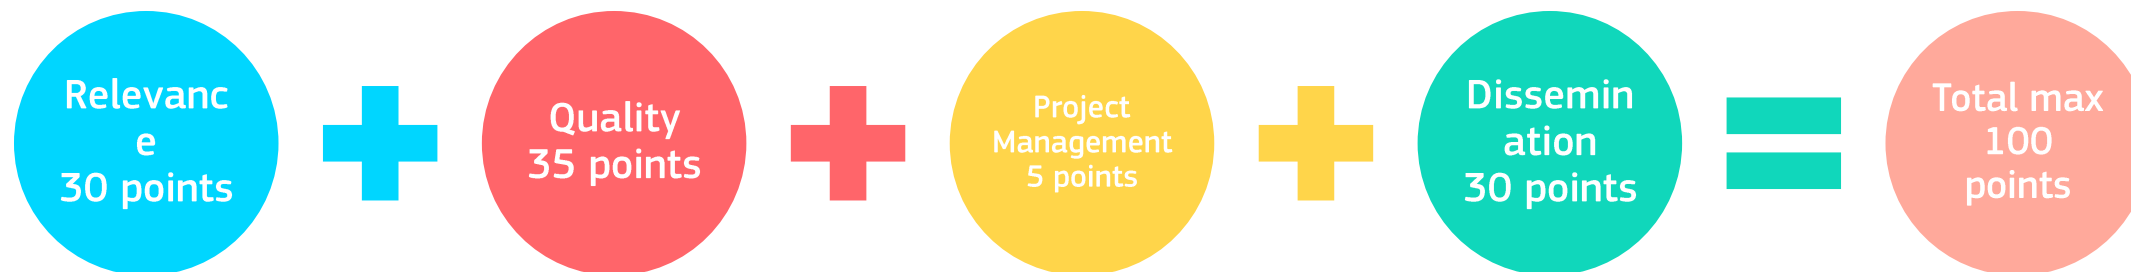 Relevanc
e
30 points
Quality
35 points
Project
Management
5 points
Dissemin
ation
30 points
Total max
100
points